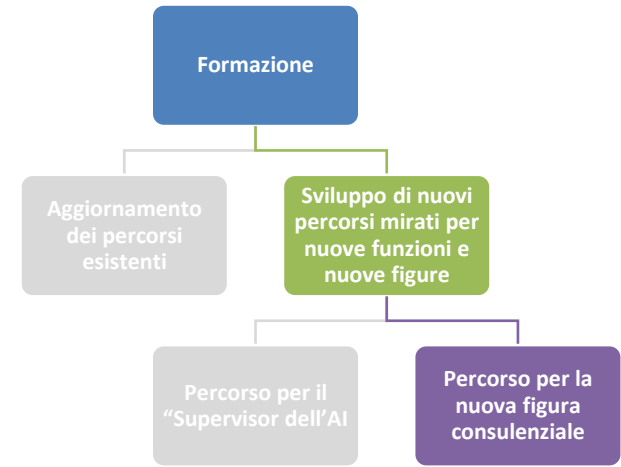 Formazione
Aggiornamento
dei percorsi
esistenti
Sviluppo di nuovi
percorsi mirati per
nuove funzioni e
nuove figure
Percorso per il
“Supervisor dell’AI
Percorso per la
nuova figura
consulenziale